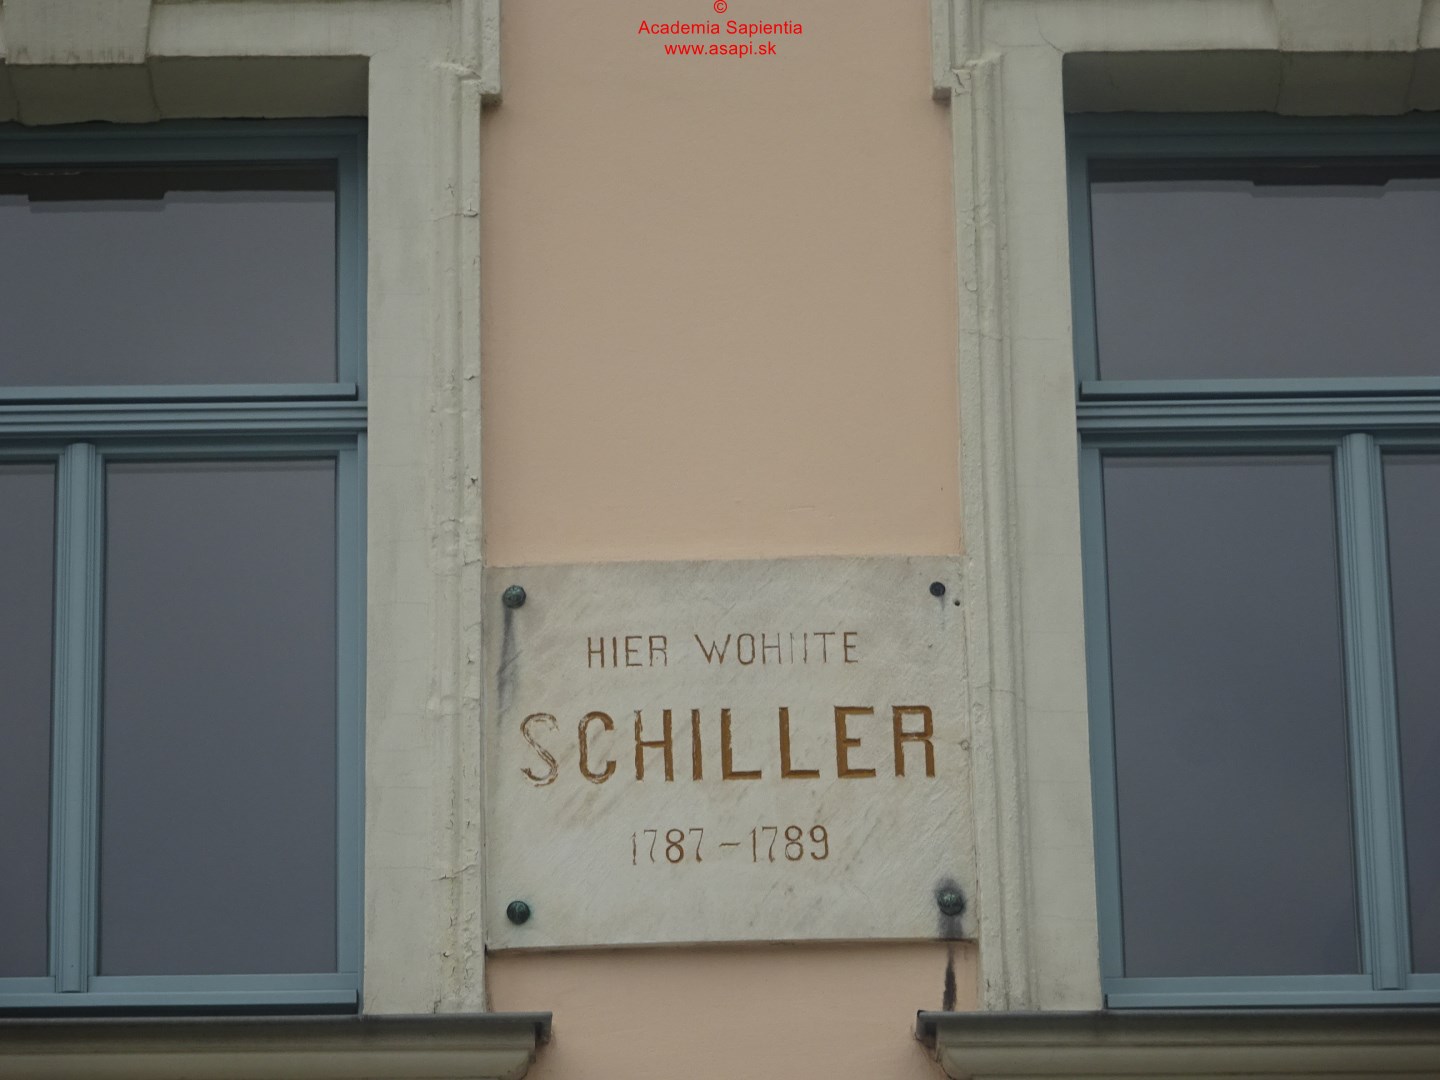 ©
Academia Sapientia
www.asapi.sk
HIER WOHNTE
SCHILLER
1787 – 1789